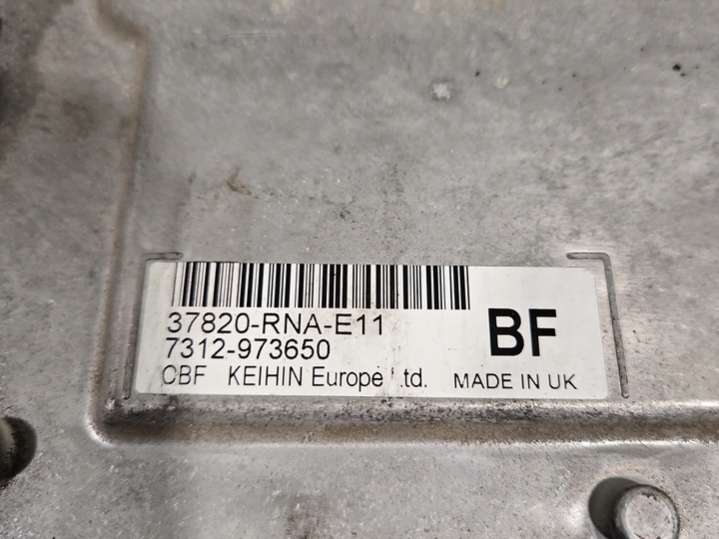 37820-RNA-E11
7312-973650
BF
CBF KEIHIN Europe Ltd. MADE IN UK